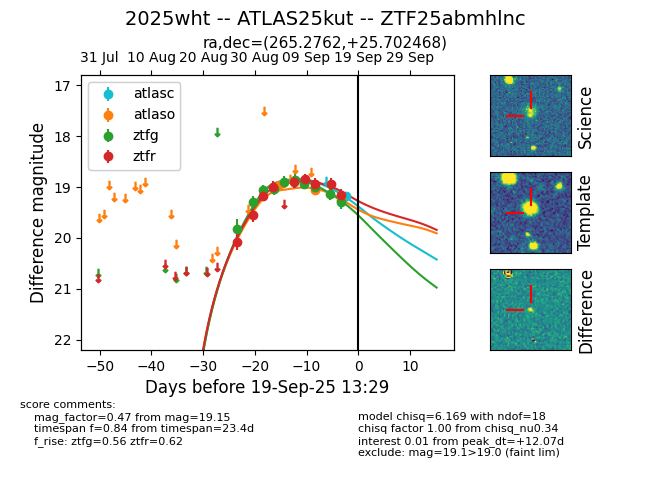 2025wht -- ATLAS25kut -- ZTF25abmhlnc
ra,dec=(265.2762,+25.702468)
31 Jul 10 Aug 20 Aug 30 Aug 09 Sep 19 Sep 29 Sep
17
18
19
20
21
22
Difference magnitude
atlasc
atlaso
ztfg
ztfr
−50 −40 −30 −20 −10 0 10
Days before 19-Sep-25 13:29
Science
Template
Difference
score comments:
mag_factor=0.47 from mag=19.15
timespan f=0.84 from timespan=23.4d
f_rise: ztfg=0.56 ztfr=0.62
model chisq=6.169 with ndof=18
chisq factor 1.00 from chisq_nu0.34
interest 0.01 from peak_dt=+12.07d
exclude: mag=19.1>19.0 (faint lim)